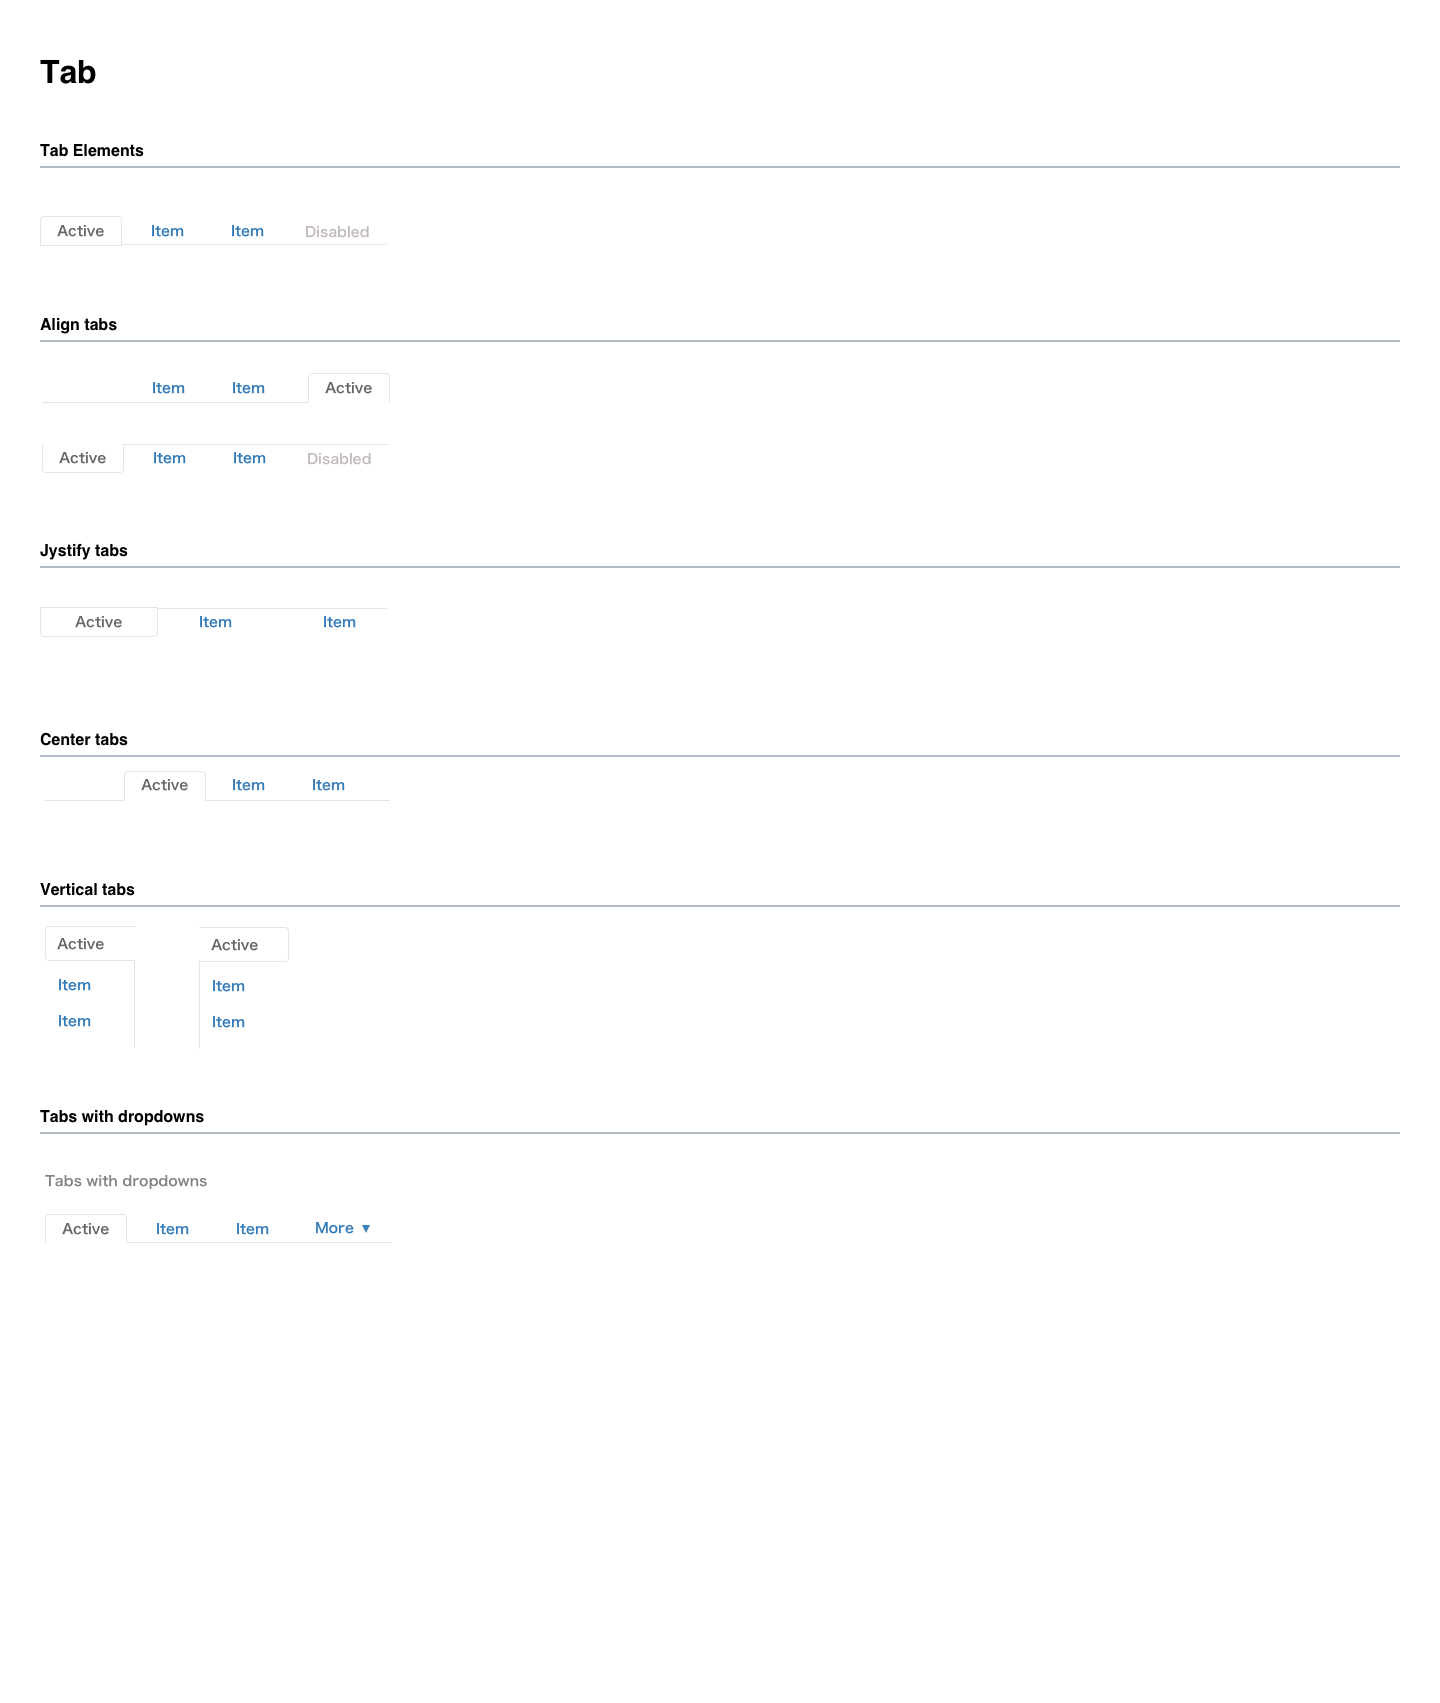 Tab
Tab Elements
Active Item Item Disabled
Align tabs
Item Item Active
Active Item Item Disabled
Jystify tabs
Active Item Item
Center tabs
Active Item Item
Vertical tabs
Active Active
Item Item
Item Item
Tabs with dropdowns
Tabs with dropdowns
Active Item Item More ▼